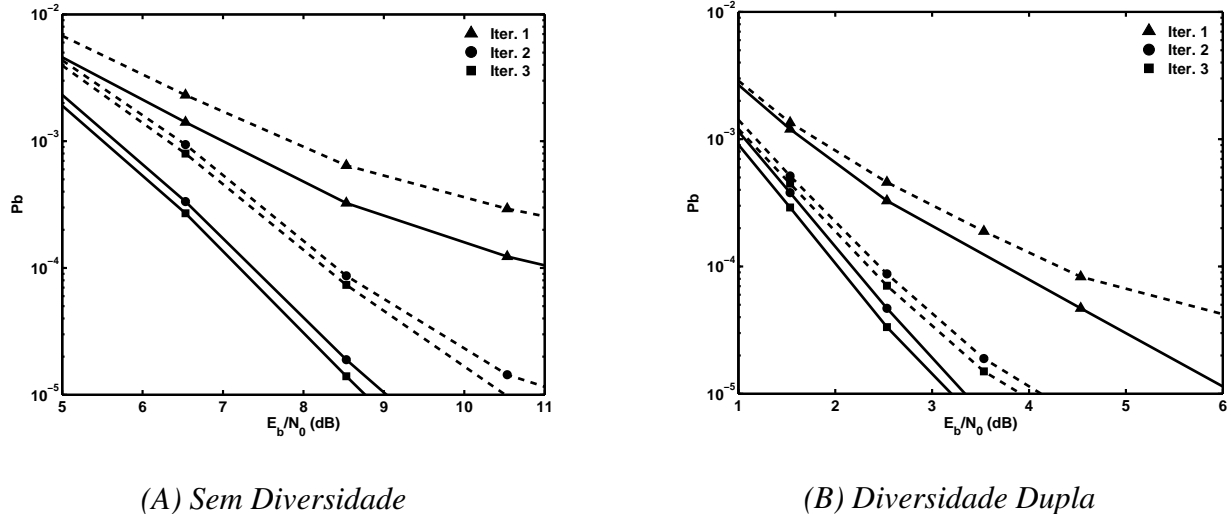 10^-2
10^-3
10^-4
10^-5
Pb
5 6 7 8 9 10 11
E_b/N_0 (dB)
Iter. 1
Iter. 2
Iter. 3
(A) Sem Diversidade
10^-2
10^-3
10^-4
10^-5
Pb
1 2 3 4 5 6
E_b/N_0 (dB)
Iter. 1
Iter. 2
Iter. 3
(B) Diversidade Dupla